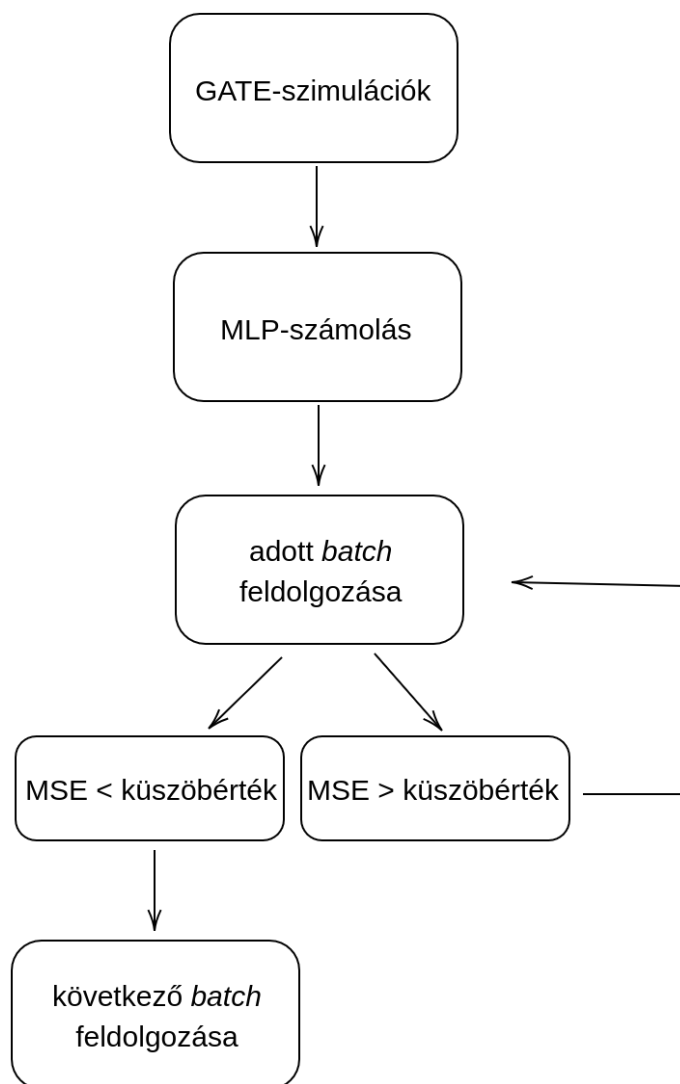 GATE-szimulációk
MLP-számolás
adott batch
feldolgozása
MSE < küszöbérték
MSE > küszöbérték
következő batch
feldolgozása